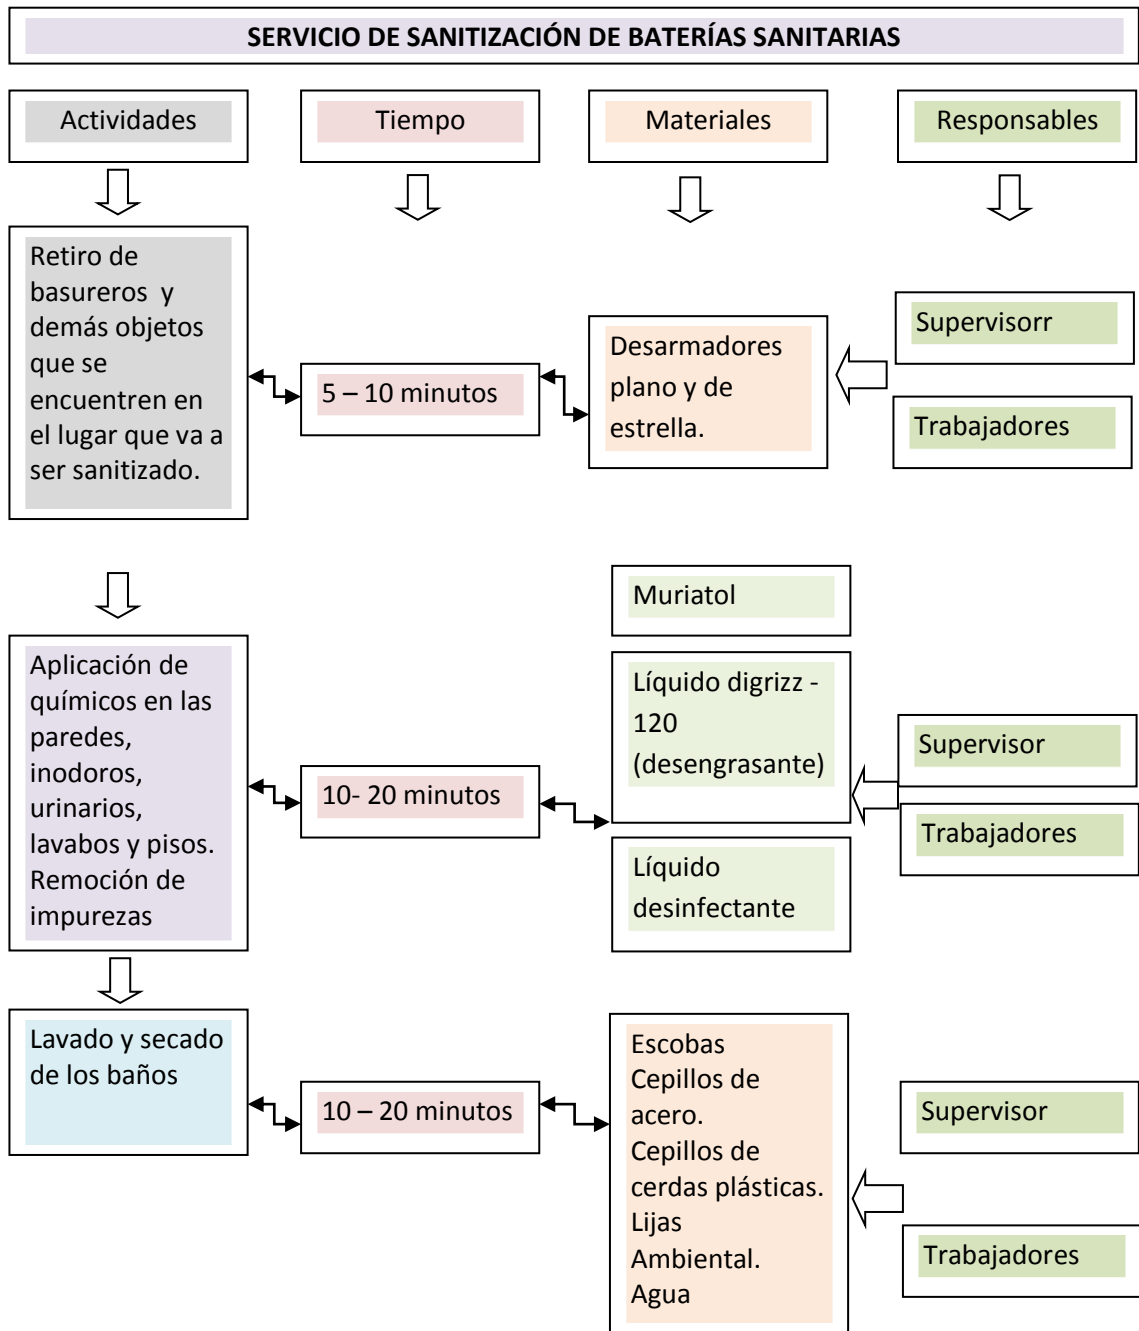 SERVICIO DE SANITIZACIÓN DE BATERÍAS SANITARIAS
Actividades
Tiempo
Materiales
Responsables
Retiro de
basureros y
demás objetos
que se
encuentren en
el lugar que va a
ser sanitizado.
5 – 10 minutos
Desarmadores
plano y de
estrella.
Supervisorr
Trabajadores
Aplicación de
químicos en las
paredes,
inodoros,
urinarios,
lavabos y pisos.
Remoción de
impurezas
10- 20 minutos
Muriatol
Líquido digrizz -
120
(desengrasante)
Líquido
desinfectante
Supervisor
Trabajadores
Lavado y secado
de los baños
10 – 20 minutos
Escobas
Cepillos de
acero.
Cepillos de
cerdas plásticas.
Lijas
Ambiental.
Agua
Supervisor
Trabajadores